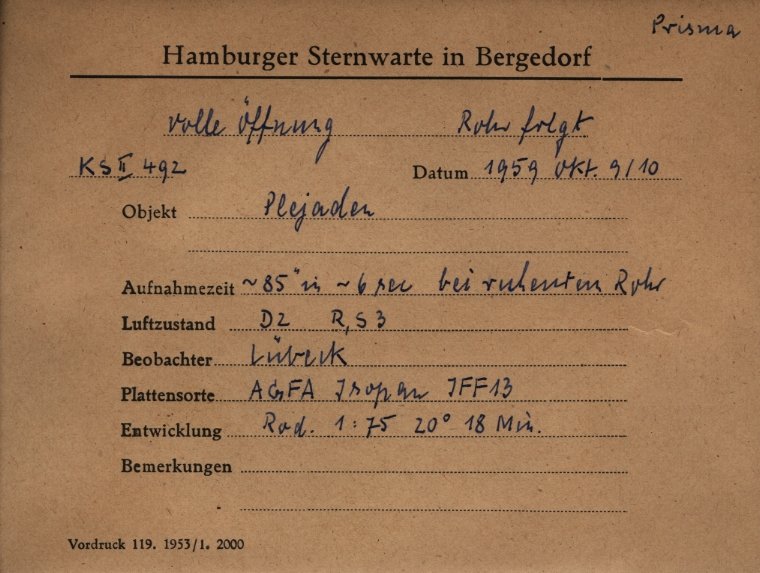 Prisma
Hamburger Sternwarte in Bergedorf
volle Öffnung Rohr folgt
KS II 492 Datum 1959 Okt. 9/10
Objekt Plejaden
Aufnahmezeit ~85" in ~6 sec bei ruhendem Rohr
Luftzustand D2 R,S 3
Beobachter Lübeck
Plattensorte AGFA Isopan IFF13
Entwicklung Rod. 1:75 20° 18 Min.
Bemerkungen
Vordruck 119. 1953/1. 2000